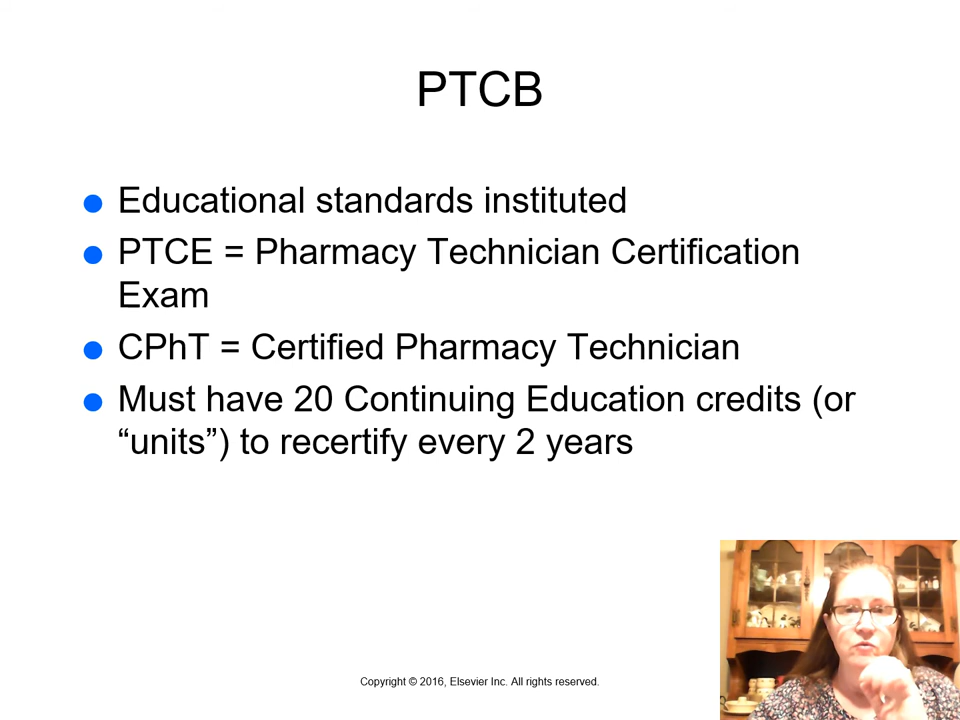 PTCB
Educational standards instituted
PTCE = Pharmacy Technician Certification
Exam
CPhT = Certified Pharmacy Technician
Must have 20 Continuing Education credits (or
“units”) to recertify every 2 years
Copyright © 2016, Elsevier Inc. All rights reserved.